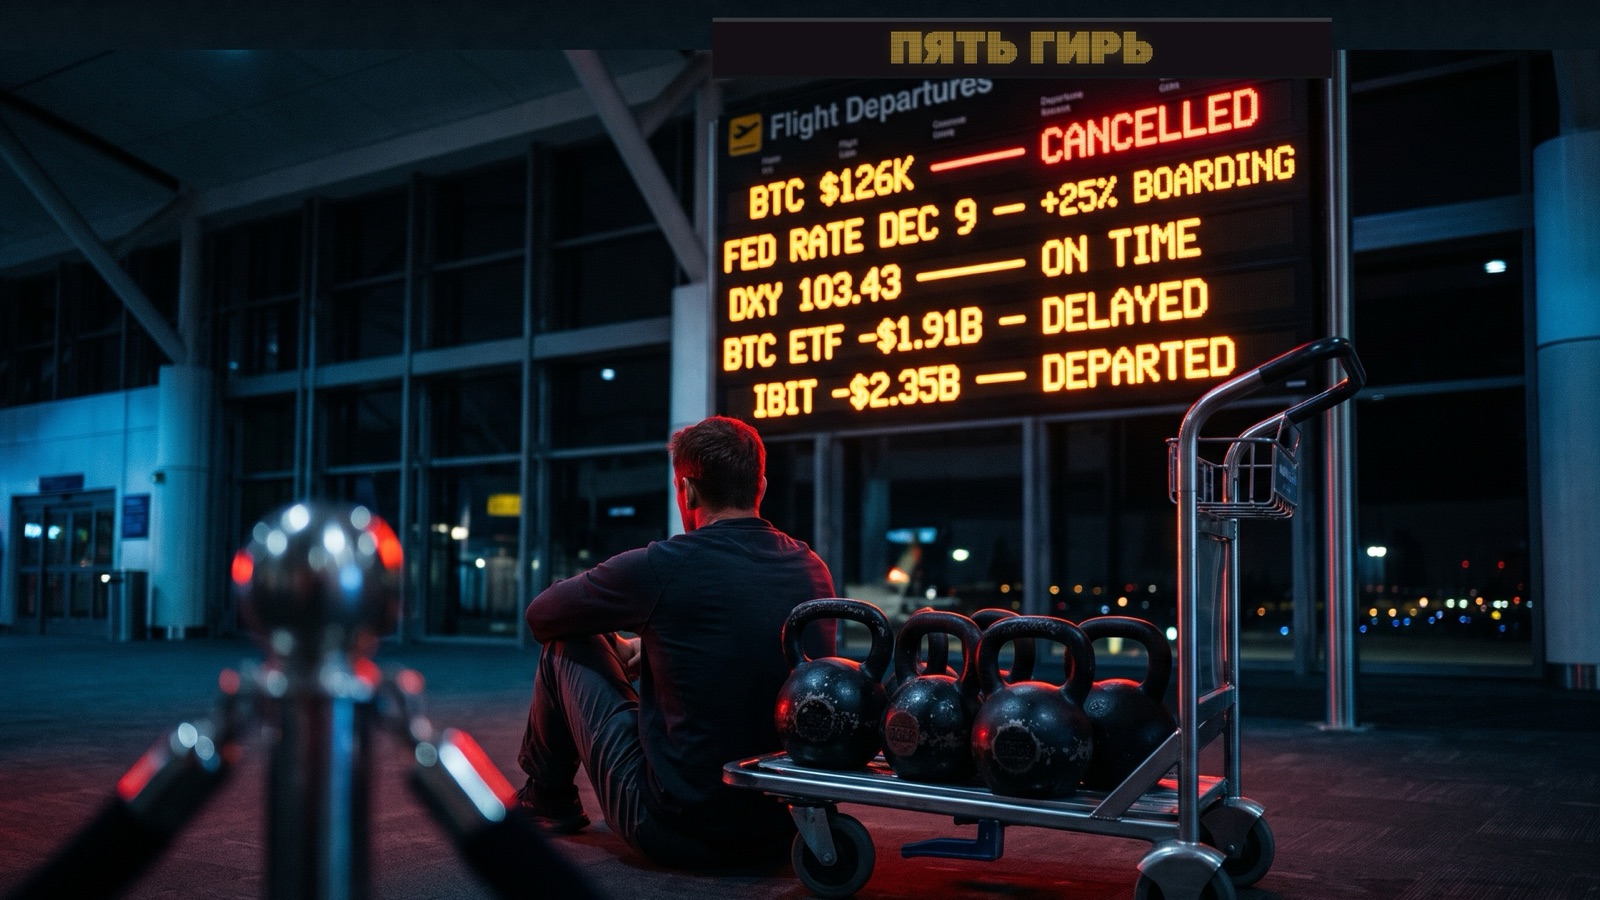 ПЯТЬ ГИРЬ
Flight Departures
BTC $126K — CANCELLED
FED RATE DEC 9 — +25% BOARDING
DXY 103.43 — ON TIME
BTC ETF -$1.91B — DELAYED
IBIT -$2.35B — DEPARTED